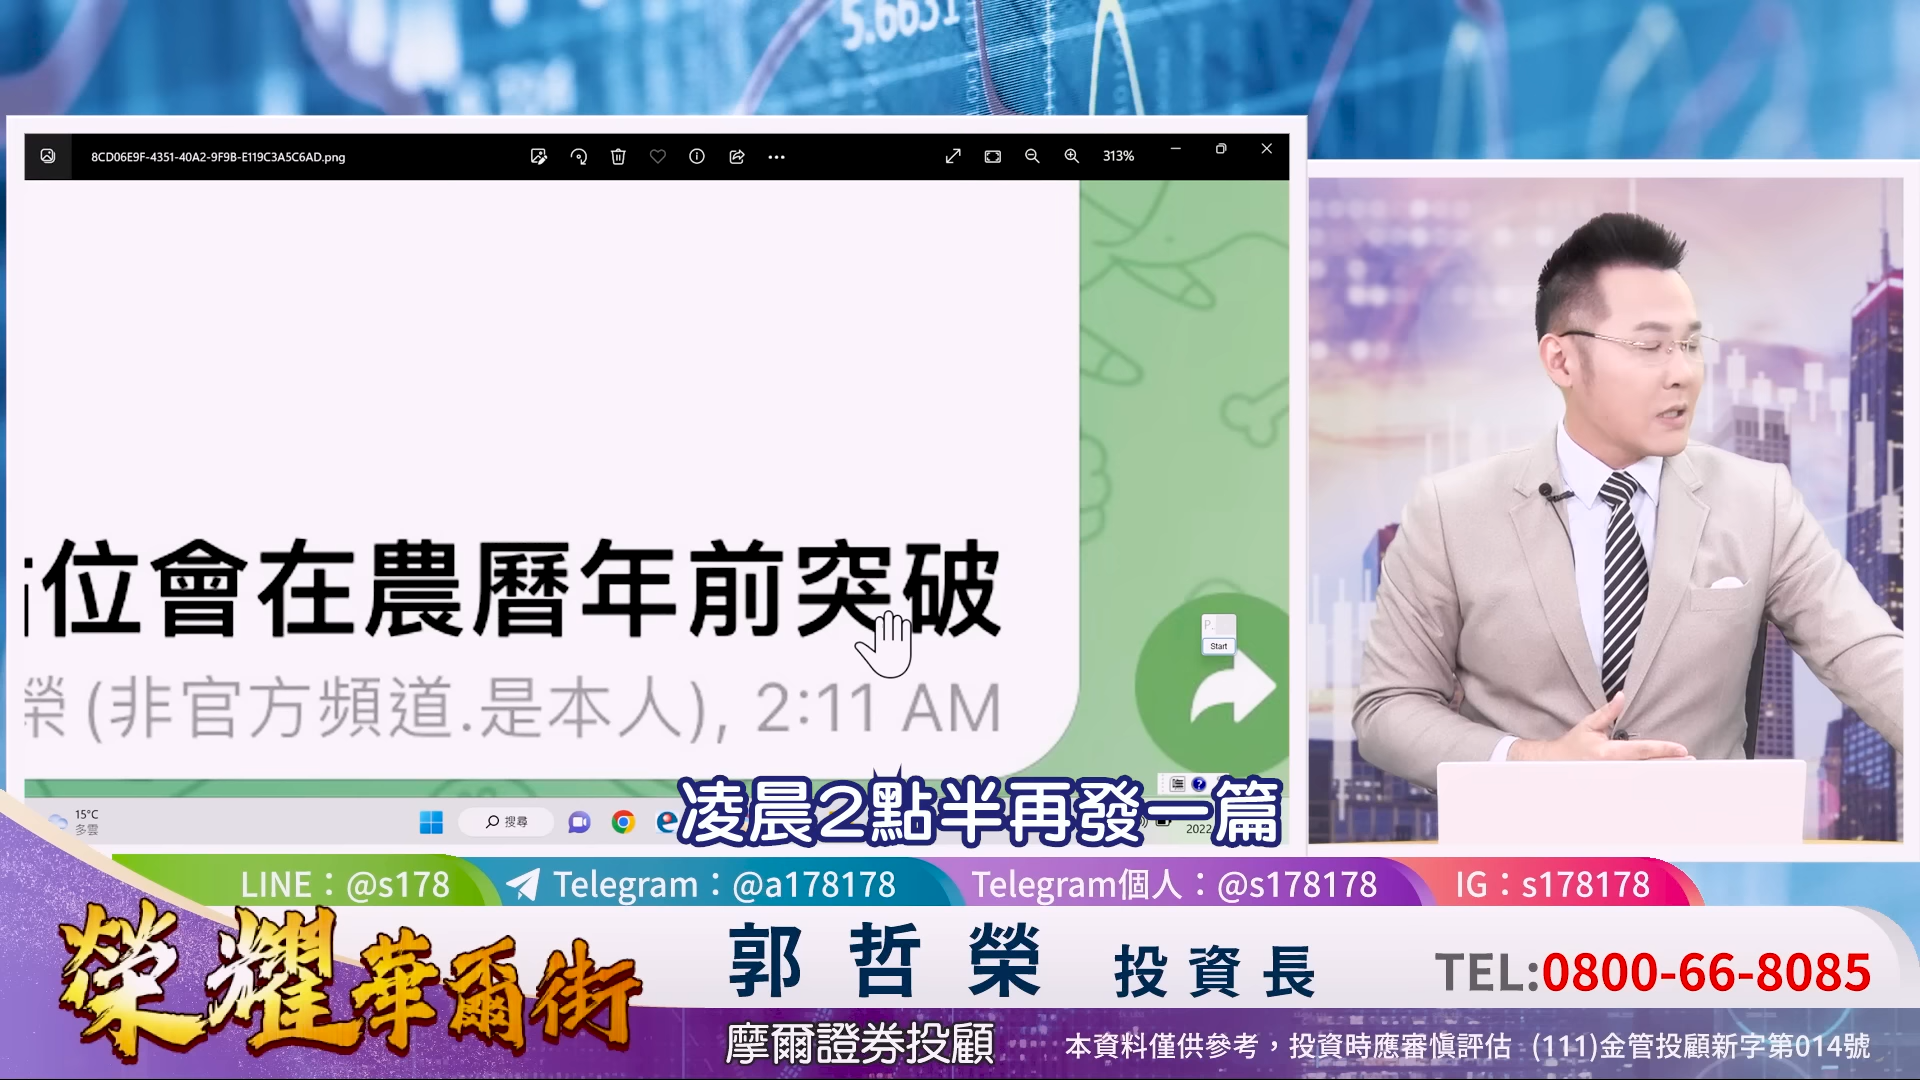 5.6631
8CD06E9F-4351-40A2-9F9B-E119C3A5C6AD.png
313%
位會在農曆年前突破
榮 (非官方頻道.是本人), 2:11 AM
P..
Start
15°C
多雲
搜尋
2022
凌晨2點半再發一篇
LINE：@s178
Telegram：@a178178
Telegram個人：@s178178
IG：s178178
榮耀華爾街
郭哲榮 投資長
TEL:0800-66-8085
摩爾證券投顧
本資料僅供參考，投資時應審慎評估 (111)金管投顧新字第014號